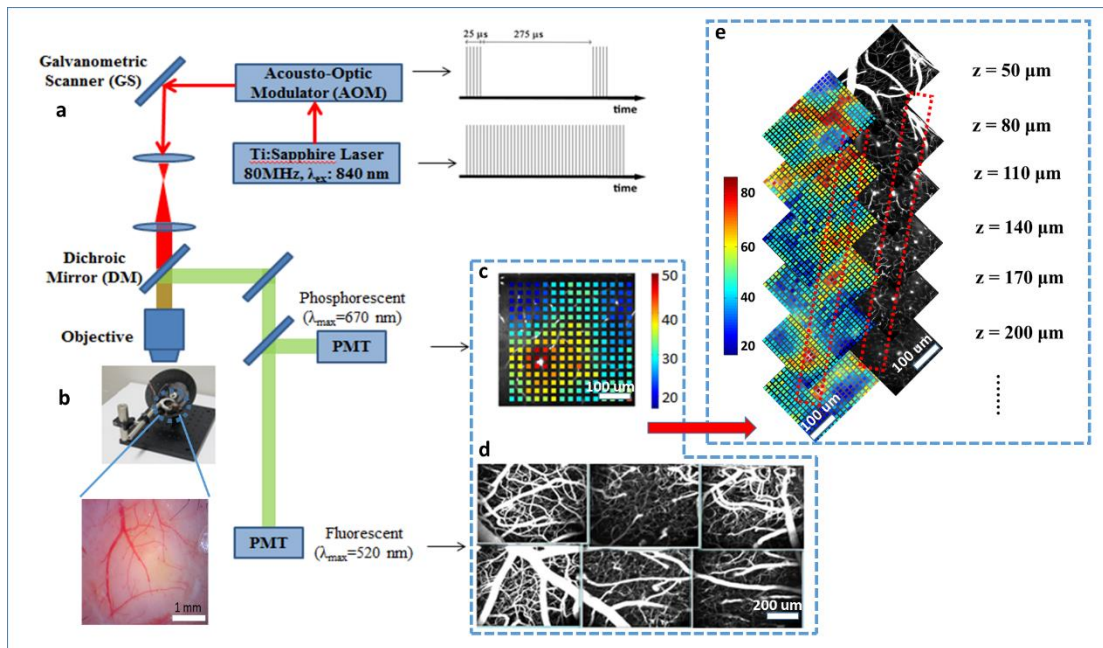 a
Galvanometric
Scanner (GS)
Acousto-Optic
Modulator (AOM)
Ti:Sapphire Laser
80MHz, λex: 840 nm
25 µs
275 µs
time
time
Dichroic
Mirror (DM)
Objective
Phosphorescent
(λmax=670 nm)
PMT
b
1 mm
PMT
Fluorescent
(λmax=520 nm)
c
50
40
30
20
100 um
d
200 um
e
80
60
40
20
100 um
100 um
z = 50 µm
z = 80 µm
z = 110 µm
z = 140 µm
z = 170 µm
z = 200 µm